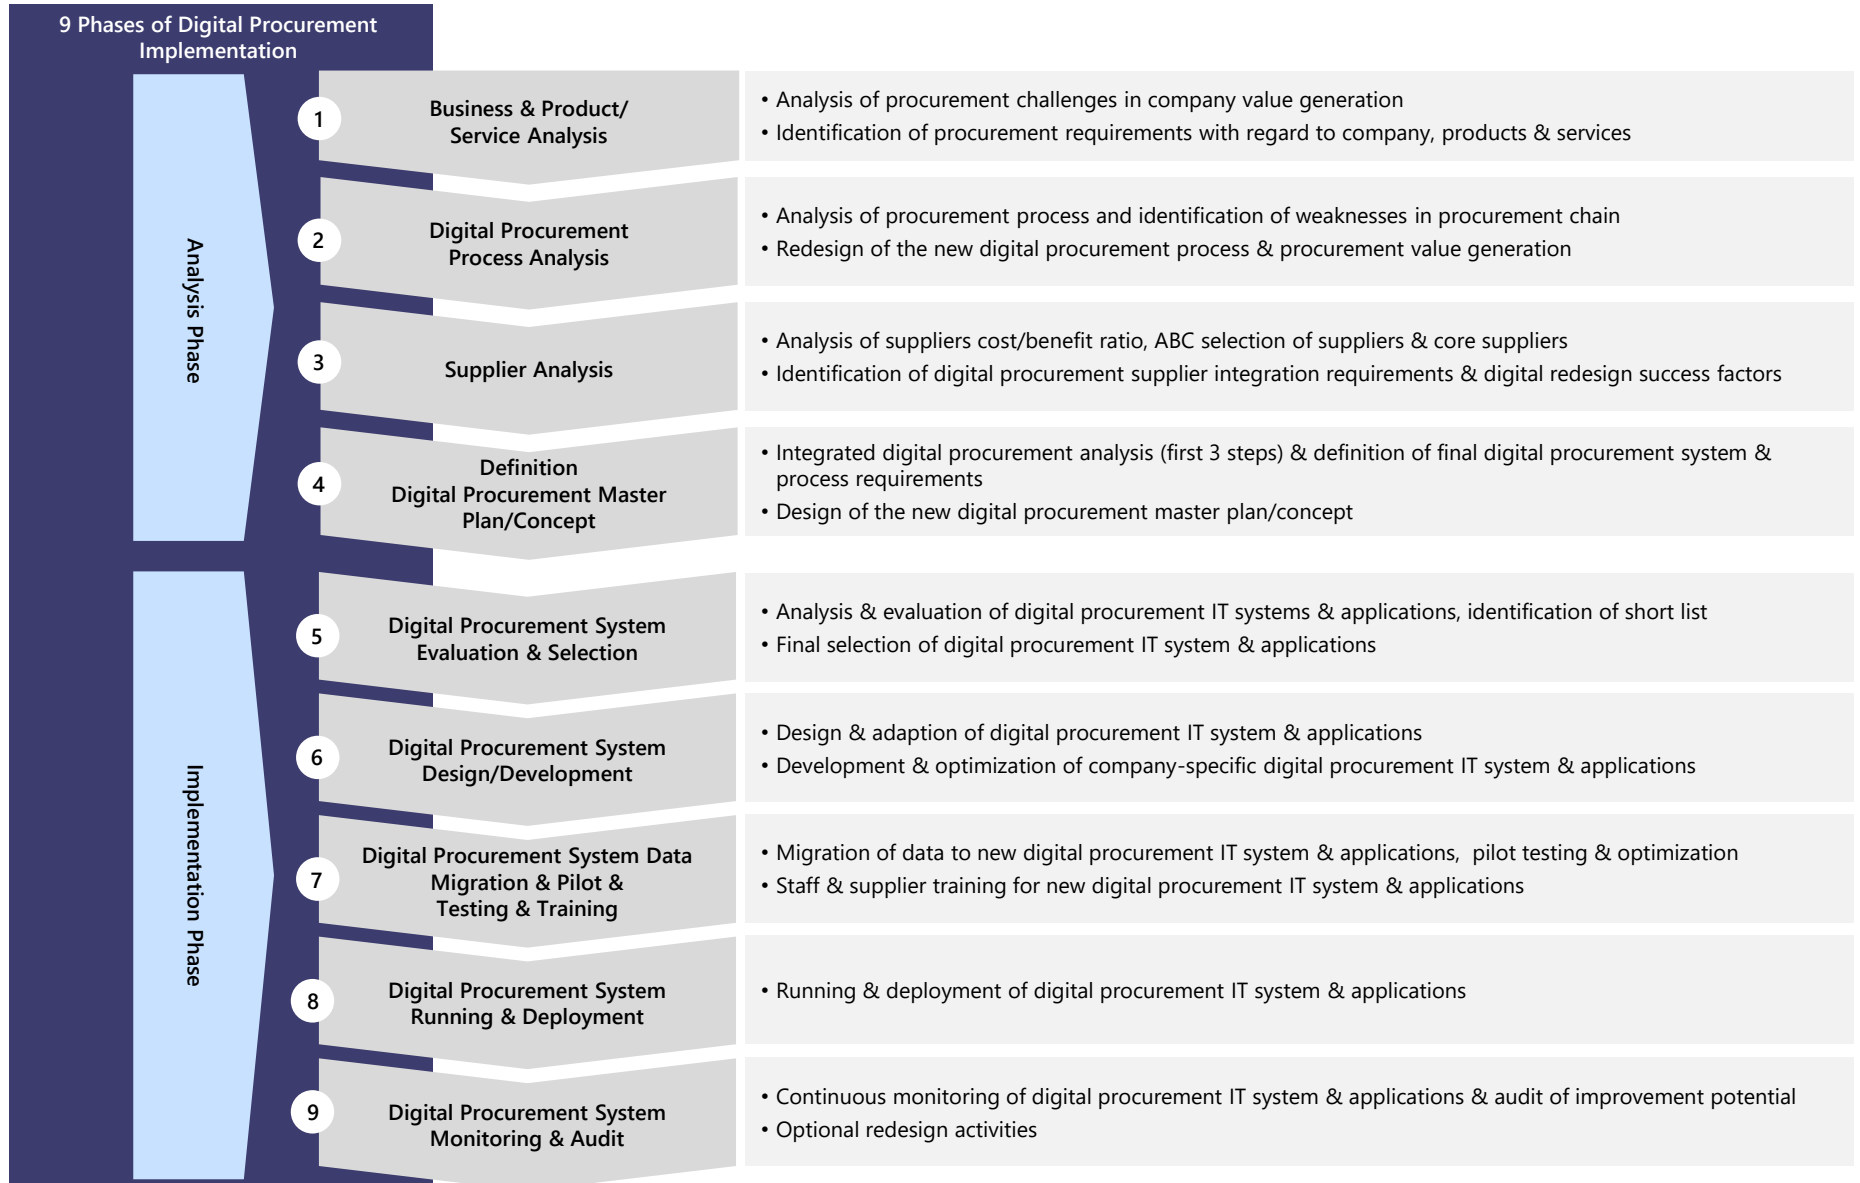 9 Phases of Digital Procurement
Implementation
Analysis Phase
1
Business & Product/
Service Analysis
• Analysis of procurement challenges in company value generation
• Identification of procurement requirements with regard to company, products & services
2
Digital Procurement
Process Analysis
• Analysis of procurement process and identification of weaknesses in procurement chain
• Redesign of the new digital procurement process & procurement value generation
3
Supplier Analysis
• Analysis of suppliers cost/benefit ratio, ABC selection of suppliers & core suppliers
• Identification of digital procurement supplier integration requirements & digital redesign success factors
4
Definition
Digital Procurement Master
Plan/Concept
• Integrated digital procurement analysis (first 3 steps) & definition of final digital procurement system &
process requirements
• Design of the new digital procurement master plan/concept
Implementation Phase
5
Digital Procurement System
Evaluation & Selection
• Analysis & evaluation of digital procurement IT systems & applications, identification of short list
• Final selection of digital procurement IT system & applications
6
Digital Procurement System
Design/Development
• Design & adaption of digital procurement IT system & applications
• Development & optimization of company-specific digital procurement IT system & applications
7
Digital Procurement System Data
Migration & Pilot &
Testing & Training
• Migration of data to new digital procurement IT system & applications,  pilot testing & optimization
• Staff & supplier training for new digital procurement IT system & applications
8
Digital Procurement System
Running & Deployment
• Running & deployment of digital procurement IT system & applications
9
Digital Procurement System
Monitoring & Audit
• Continuous monitoring of digital procurement IT system & applications & audit of improvement potential
• Optional redesign activities